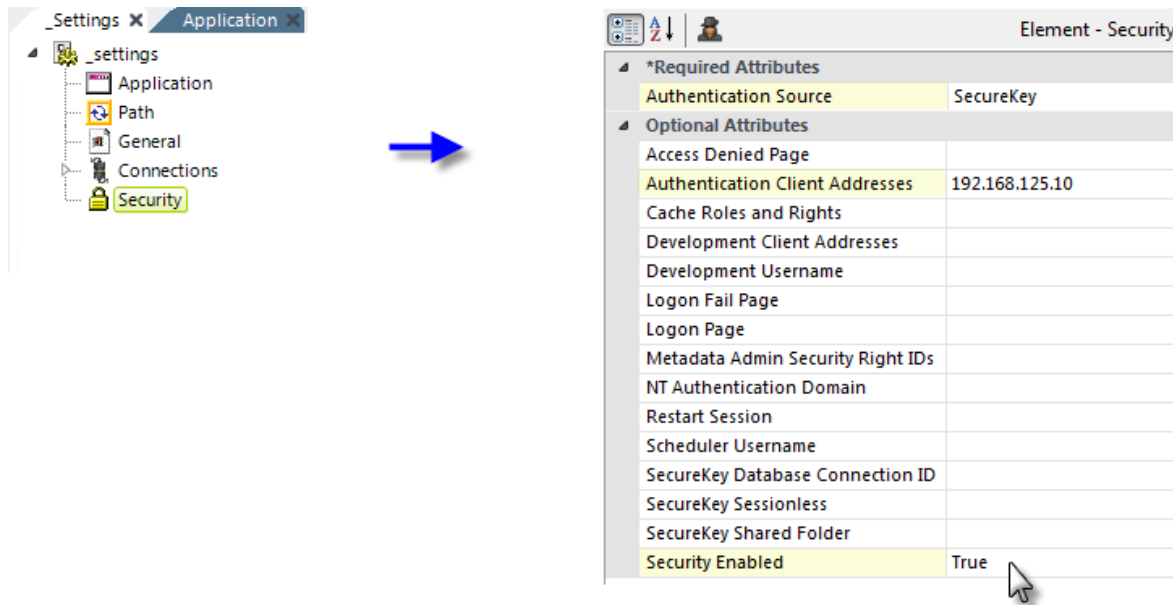 _Settings
Application
_settings
Application
Path
General
Connections
Security
A
Z
Element - Security
*Required Attributes
Authentication Source SecureKey
Optional Attributes
Access Denied Page
Authentication Client Addresses 192.168.125.10
Cache Roles and Rights
Development Client Addresses
Development Username
Logon Fail Page
Logon Page
Metadata Admin Security Right IDs
NT Authentication Domain
Restart Session
Scheduler Username
SecureKey Database Connection ID
SecureKey Sessionless
SecureKey Shared Folder
Security Enabled True